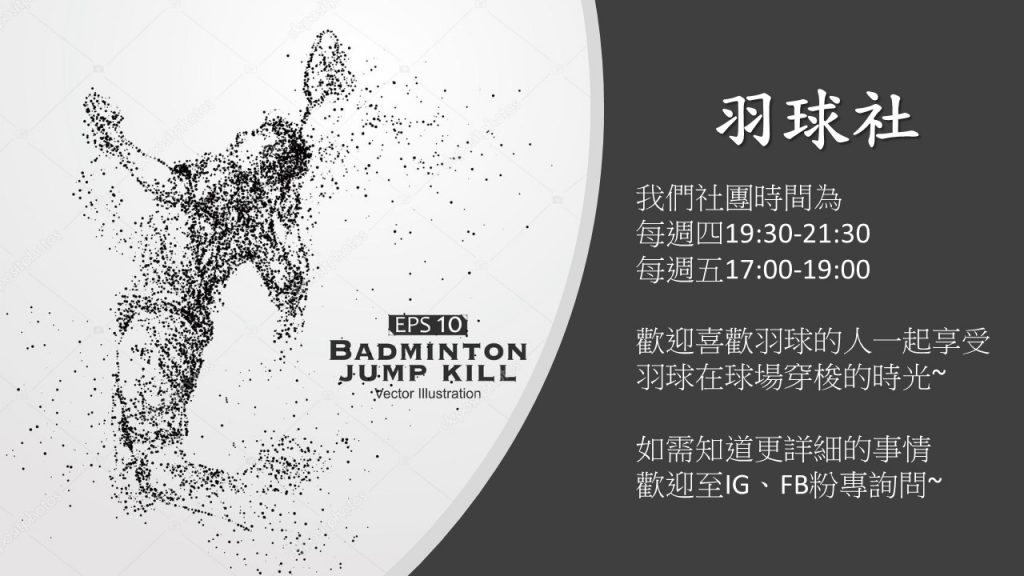 羽球社
我們社團時間為
每週四19:30-21:30
每週五17:00-19:00
歡迎喜歡羽球的人一起享受
羽球在球場穿梭的時光~
如需知道更詳細的事情
歡迎至IG、FB粉專詢問~
EPS 10
BADMINTON
JUMP KILL
Vector Illustration